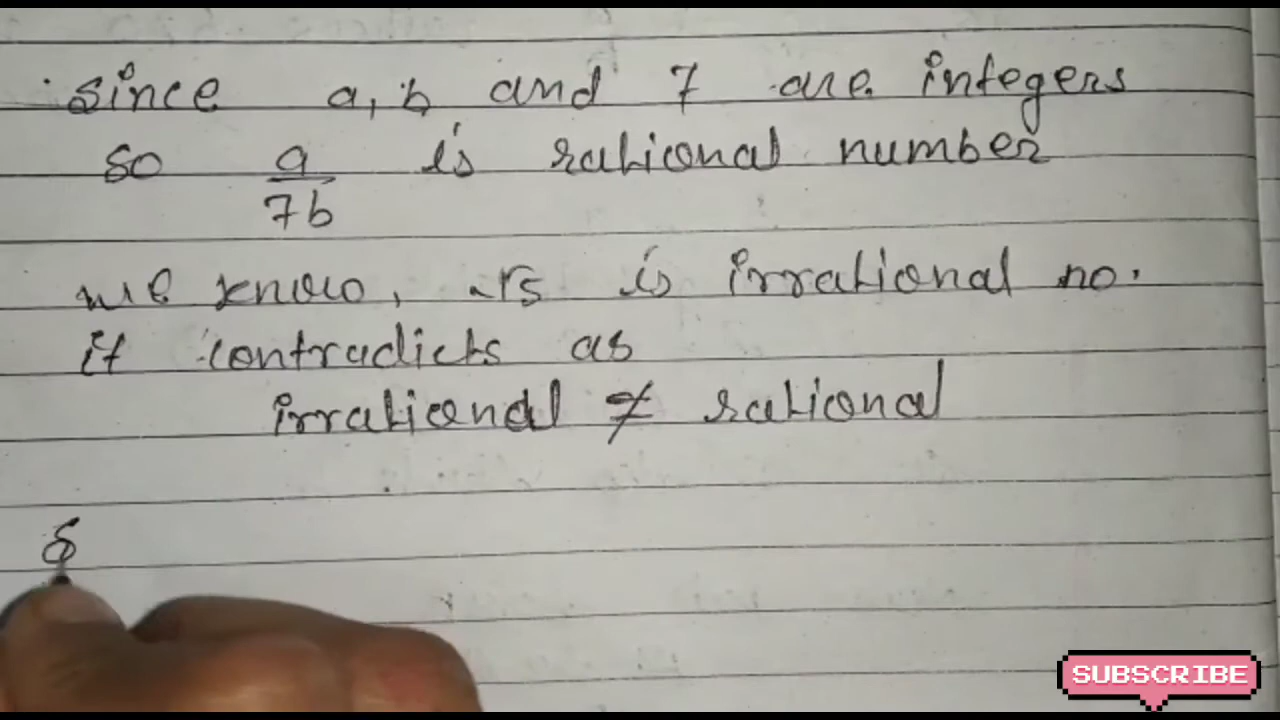 since a, b and 7 are integers
so a/7b is rational number
we know, √5 is irrational no.
it contradicts as
irrational ≠ rational
S
SUBSCRIBE